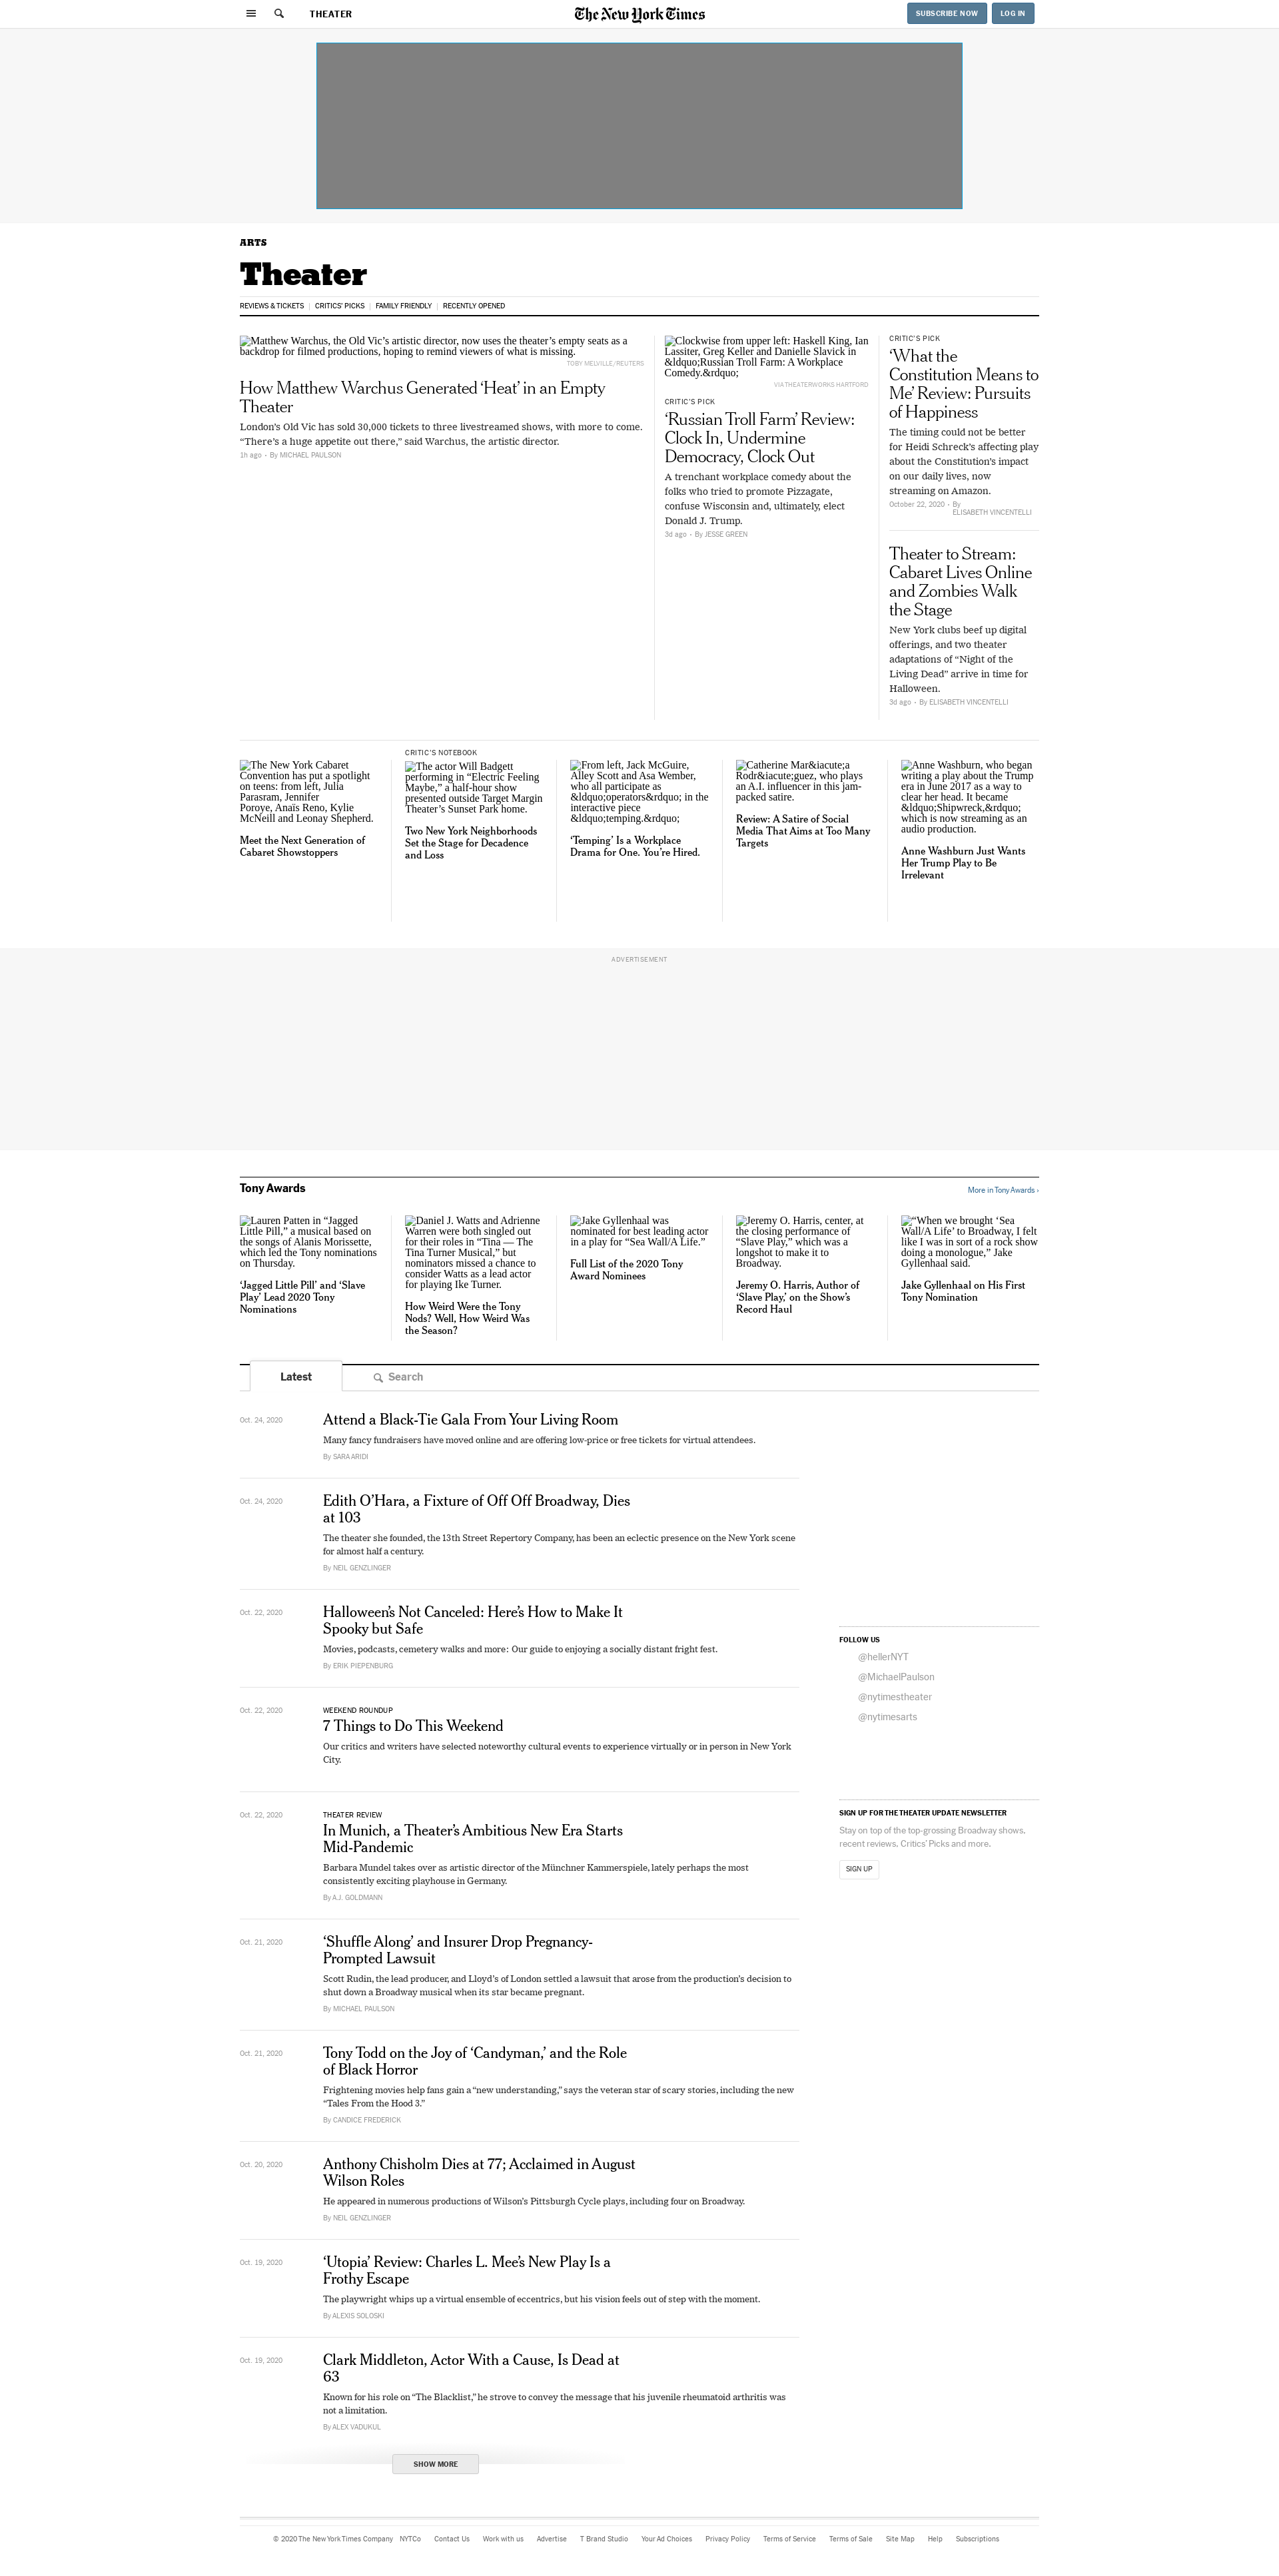 THEATER
The New York Times
SUBSCRIBE NOW
LOG IN
ARTS
Theater
REVIEWS & TICKETS | CRITICS' PICKS | FAMILY FRIENDLY | RECENTLY OPENED
Matthew Warchus, the Old Vic’s artistic director, now uses the theater’s empty seats as a
backdrop for filmed productions, hoping to remind viewers of what is missing.
TOBY MELVILLE/REUTERS
How Matthew Warchus Generated ‘Heat’ in an Empty
Theater
London’s Old Vic has sold 30,000 tickets to three livestreamed shows, with more to come.
“There’s a huge appetite out there,” said Warchus, the artistic director.
1h ago - By MICHAEL PAULSON
Clockwise from upper left: Haskell King, Ian
Lassiter, Greg Keller and Danielle Slavick in
&ldquo;Russian Troll Farm: A Workplace
Comedy.&rdquo;
VIA THEATERWORKS HARTFORD
CRITIC’S PICK
‘Russian Troll Farm’ Review:
Clock In, Undermine
Democracy, Clock Out
A trenchant workplace comedy about the
folks who tried to promote Pizzagate,
confuse Wisconsin and, ultimately, elect
Donald J. Trump.
3d ago - By JESSE GREEN
CRITIC’S PICK
‘What the
Constitution Means to
Me’ Review: Pursuits
of Happiness
The timing could not be better
for Heidi Schreck’s affecting play
about the Constitution’s impact
on our daily lives, now
streaming on Amazon.
October 22, 2020 - By
ELISABETH VINCENTELLI
Theater to Stream:
Cabaret Lives Online
and Zombies Walk
the Stage
New York clubs beef up digital
offerings, and two theater
adaptations of “Night of the
Living Dead” arrive in time for
Halloween.
3d ago - By ELISABETH VINCENTELLI
The New York Cabaret
Convention has put a spotlight
on teens: from left, Julia
Parasram, Jennifer
Poroye, Anaïs Reno, Kylie
McNeill and Leonay Shepherd.
Meet the Next Generation of
Cabaret Showstoppers
CRITIC’S NOTEBOOK
The actor Will Badgett
performing in “Electric Feeling
Maybe,” a half-hour show
presented outside Target Margin
Theater’s Sunset Park home.
Two New York Neighborhoods
Set the Stage for Decadence
and Loss
From left, Jack McGuire,
Alley Scott and Asa Wember,
who all participate as
&ldquo;operators&rdquo; in the
interactive piece
&ldquo;temping.&rdquo;
‘Temping’ Is a Workplace
Drama for One. You’re Hired.
Catherine Mar&iacute;a
Rodr&iacute;guez, who plays
an A.I. influencer in this jam-
packed satire.
Review: A Satire of Social
Media That Aims at Too Many
Targets
Anne Washburn, who began
writing a play about the Trump
era in June 2017 as a way to
clear her head. It became
&ldquo;Shipwreck,&rdquo;
which is now streaming as an
audio production.
Anne Washburn Just Wants
Her Trump Play to Be
Irrelevant
ADVERTISEMENT
Tony Awards
More in Tony Awards ›
Lauren Patten in “Jagged
Little Pill,” a musical based on
the songs of Alanis Morissette,
which led the Tony nominations
on Thursday.
‘Jagged Little Pill’ and ‘Slave
Play’ Lead 2020 Tony
Nominations
Daniel J. Watts and Adrienne
Warren were both singled out
for their roles in “Tina — The
Tina Turner Musical,” but
nominators missed a chance to
consider Watts as a lead actor
for playing Ike Turner.
How Weird Were the Tony
Nods? Well, How Weird Was
the Season?
Jake Gyllenhaal was
nominated for best leading actor
in a play for “Sea Wall/A Life.”
Full List of the 2020 Tony
Award Nominees
Jeremy O. Harris, center, at
the closing performance of
“Slave Play,” which was a
longshot to make it to
Broadway.
Jeremy O. Harris, Author of
‘Slave Play,’ on the Show’s
Record Haul
“When we brought ‘Sea
Wall/A Life’ to Broadway, I felt
like I was in sort of a rock show
doing a monologue,” Jake
Gyllenhaal said.
Jake Gyllenhaal on His First
Tony Nomination
Latest
Search
Oct. 24, 2020
Attend a Black-Tie Gala From Your Living Room
Many fancy fundraisers have moved online and are offering low-price or free tickets for virtual attendees.
By SARA ARIDI
Oct. 24, 2020
Edith O’Hara, a Fixture of Off Off Broadway, Dies
at 103
The theater she founded, the 13th Street Repertory Company, has been an eclectic presence on the New York scene
for almost half a century.
By NEIL GENZLINGER
Oct. 22, 2020
Halloween’s Not Canceled: Here’s How to Make It
Spooky but Safe
Movies, podcasts, cemetery walks and more: Our guide to enjoying a socially distant fright fest.
By ERIK PIEPENBURG
Oct. 22, 2020
WEEKEND ROUNDUP
7 Things to Do This Weekend
Our critics and writers have selected noteworthy cultural events to experience virtually or in person in New York
City.
Oct. 22, 2020
THEATER REVIEW
In Munich, a Theater’s Ambitious New Era Starts
Mid-Pandemic
Barbara Mundel takes over as artistic director of the Münchner Kammerspiele, lately perhaps the most
consistently exciting playhouse in Germany.
By A.J. GOLDMANN
Oct. 21, 2020
‘Shuffle Along’ and Insurer Drop Pregnancy-
Prompted Lawsuit
Scott Rudin, the lead producer, and Lloyd’s of London settled a lawsuit that arose from the production’s decision to
shut down a Broadway musical when its star became pregnant.
By MICHAEL PAULSON
Oct. 21, 2020
Tony Todd on the Joy of ‘Candyman,’ and the Role
of Black Horror
Frightening movies help fans gain a “new understanding,” says the veteran star of scary stories, including the new
“Tales From the Hood 3.”
By CANDICE FREDERICK
Oct. 20, 2020
Anthony Chisholm Dies at 77; Acclaimed in August
Wilson Roles
He appeared in numerous productions of Wilson’s Pittsburgh Cycle plays, including four on Broadway.
By NEIL GENZLINGER
Oct. 19, 2020
‘Utopia’ Review: Charles L. Mee’s New Play Is a
Frothy Escape
The playwright whips up a virtual ensemble of eccentrics, but his vision feels out of step with the moment.
By ALEXIS SOLOSKI
Oct. 19, 2020
Clark Middleton, Actor With a Cause, Is Dead at
63
Known for his role on “The Blacklist,” he strove to convey the message that his juvenile rheumatoid arthritis was
not a limitation.
By ALEX VADUKUL
SHOW MORE
FOLLOW US
@hellerNYT
@MichaelPaulson
@nytimestheater
@nytimesarts
SIGN UP FOR THE THEATER UPDATE NEWSLETTER
Stay on top of the top-grossing Broadway shows,
recent reviews, Critics’ Picks and more.
SIGN UP
© 2020 The New York Times Company NYTCo Contact Us Work with us Advertise T Brand Studio Your Ad Choices Privacy Policy Terms of Service Terms of Sale Site Map Help Subscriptions